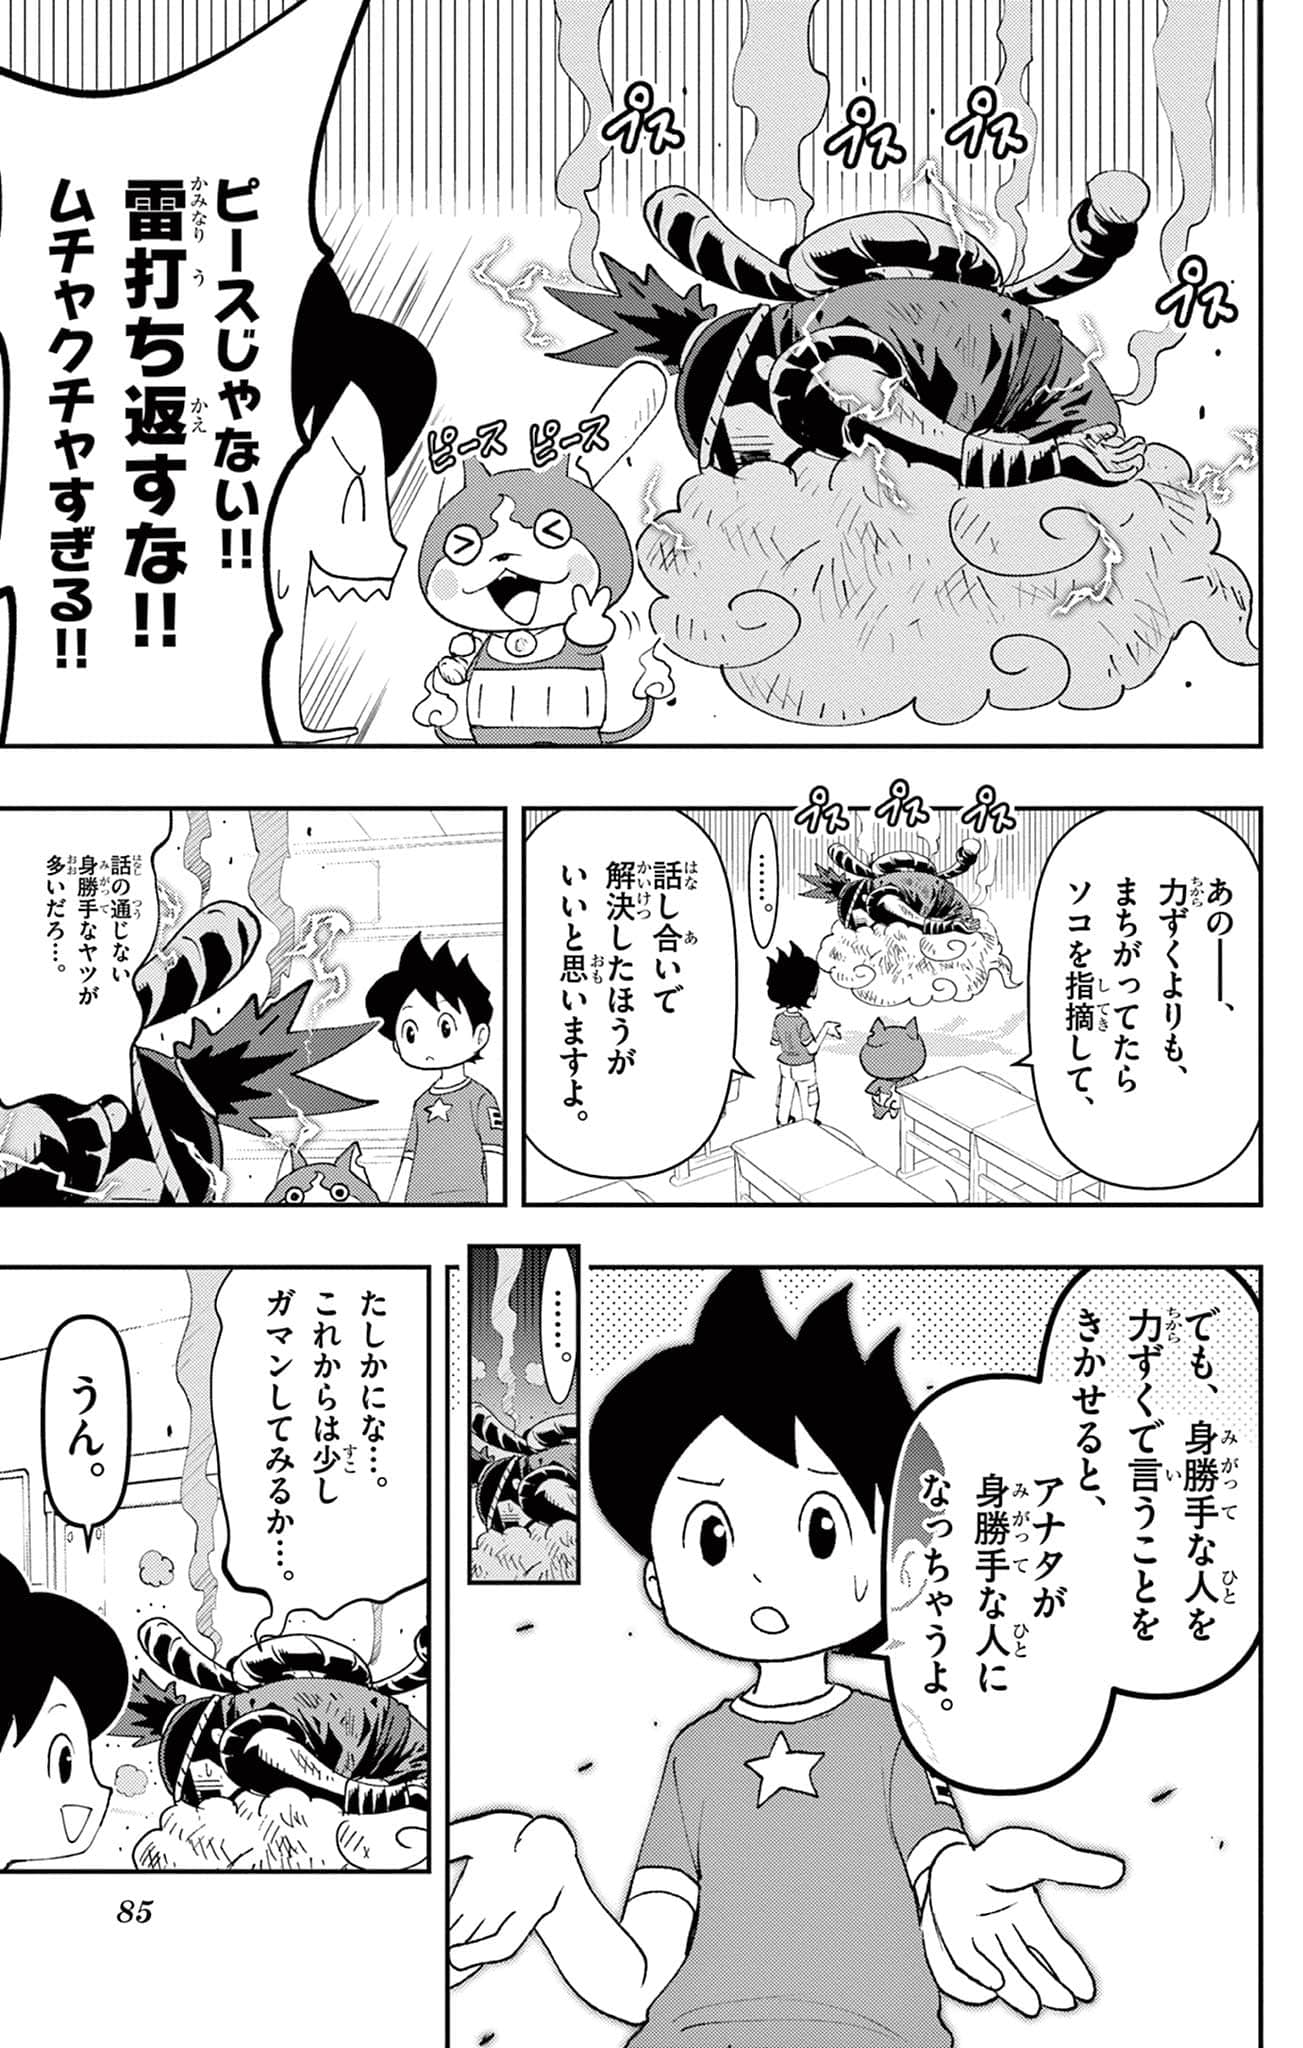 プス
プス
プス
プス
ピース
ピース
ピースじゃない!!
雷打ち返すな!!
ムチャクチャすぎる!!
あのーー、
力ずくよりも、
まちがってたら
ソコを指摘して、
プス
プス
プス
……。
話し合いで
解決したほうが
いいと思いますよ。
話の通じない
身勝手なヤツが
多いだろ…。
でも、身勝手な人を
力ずくで言うことを
きかせると、
アナタが
身勝手な人に
なっちゃうよ。
……。
たしかにな…。
これからは少し
ガマンしてみるか…。
うん。
85